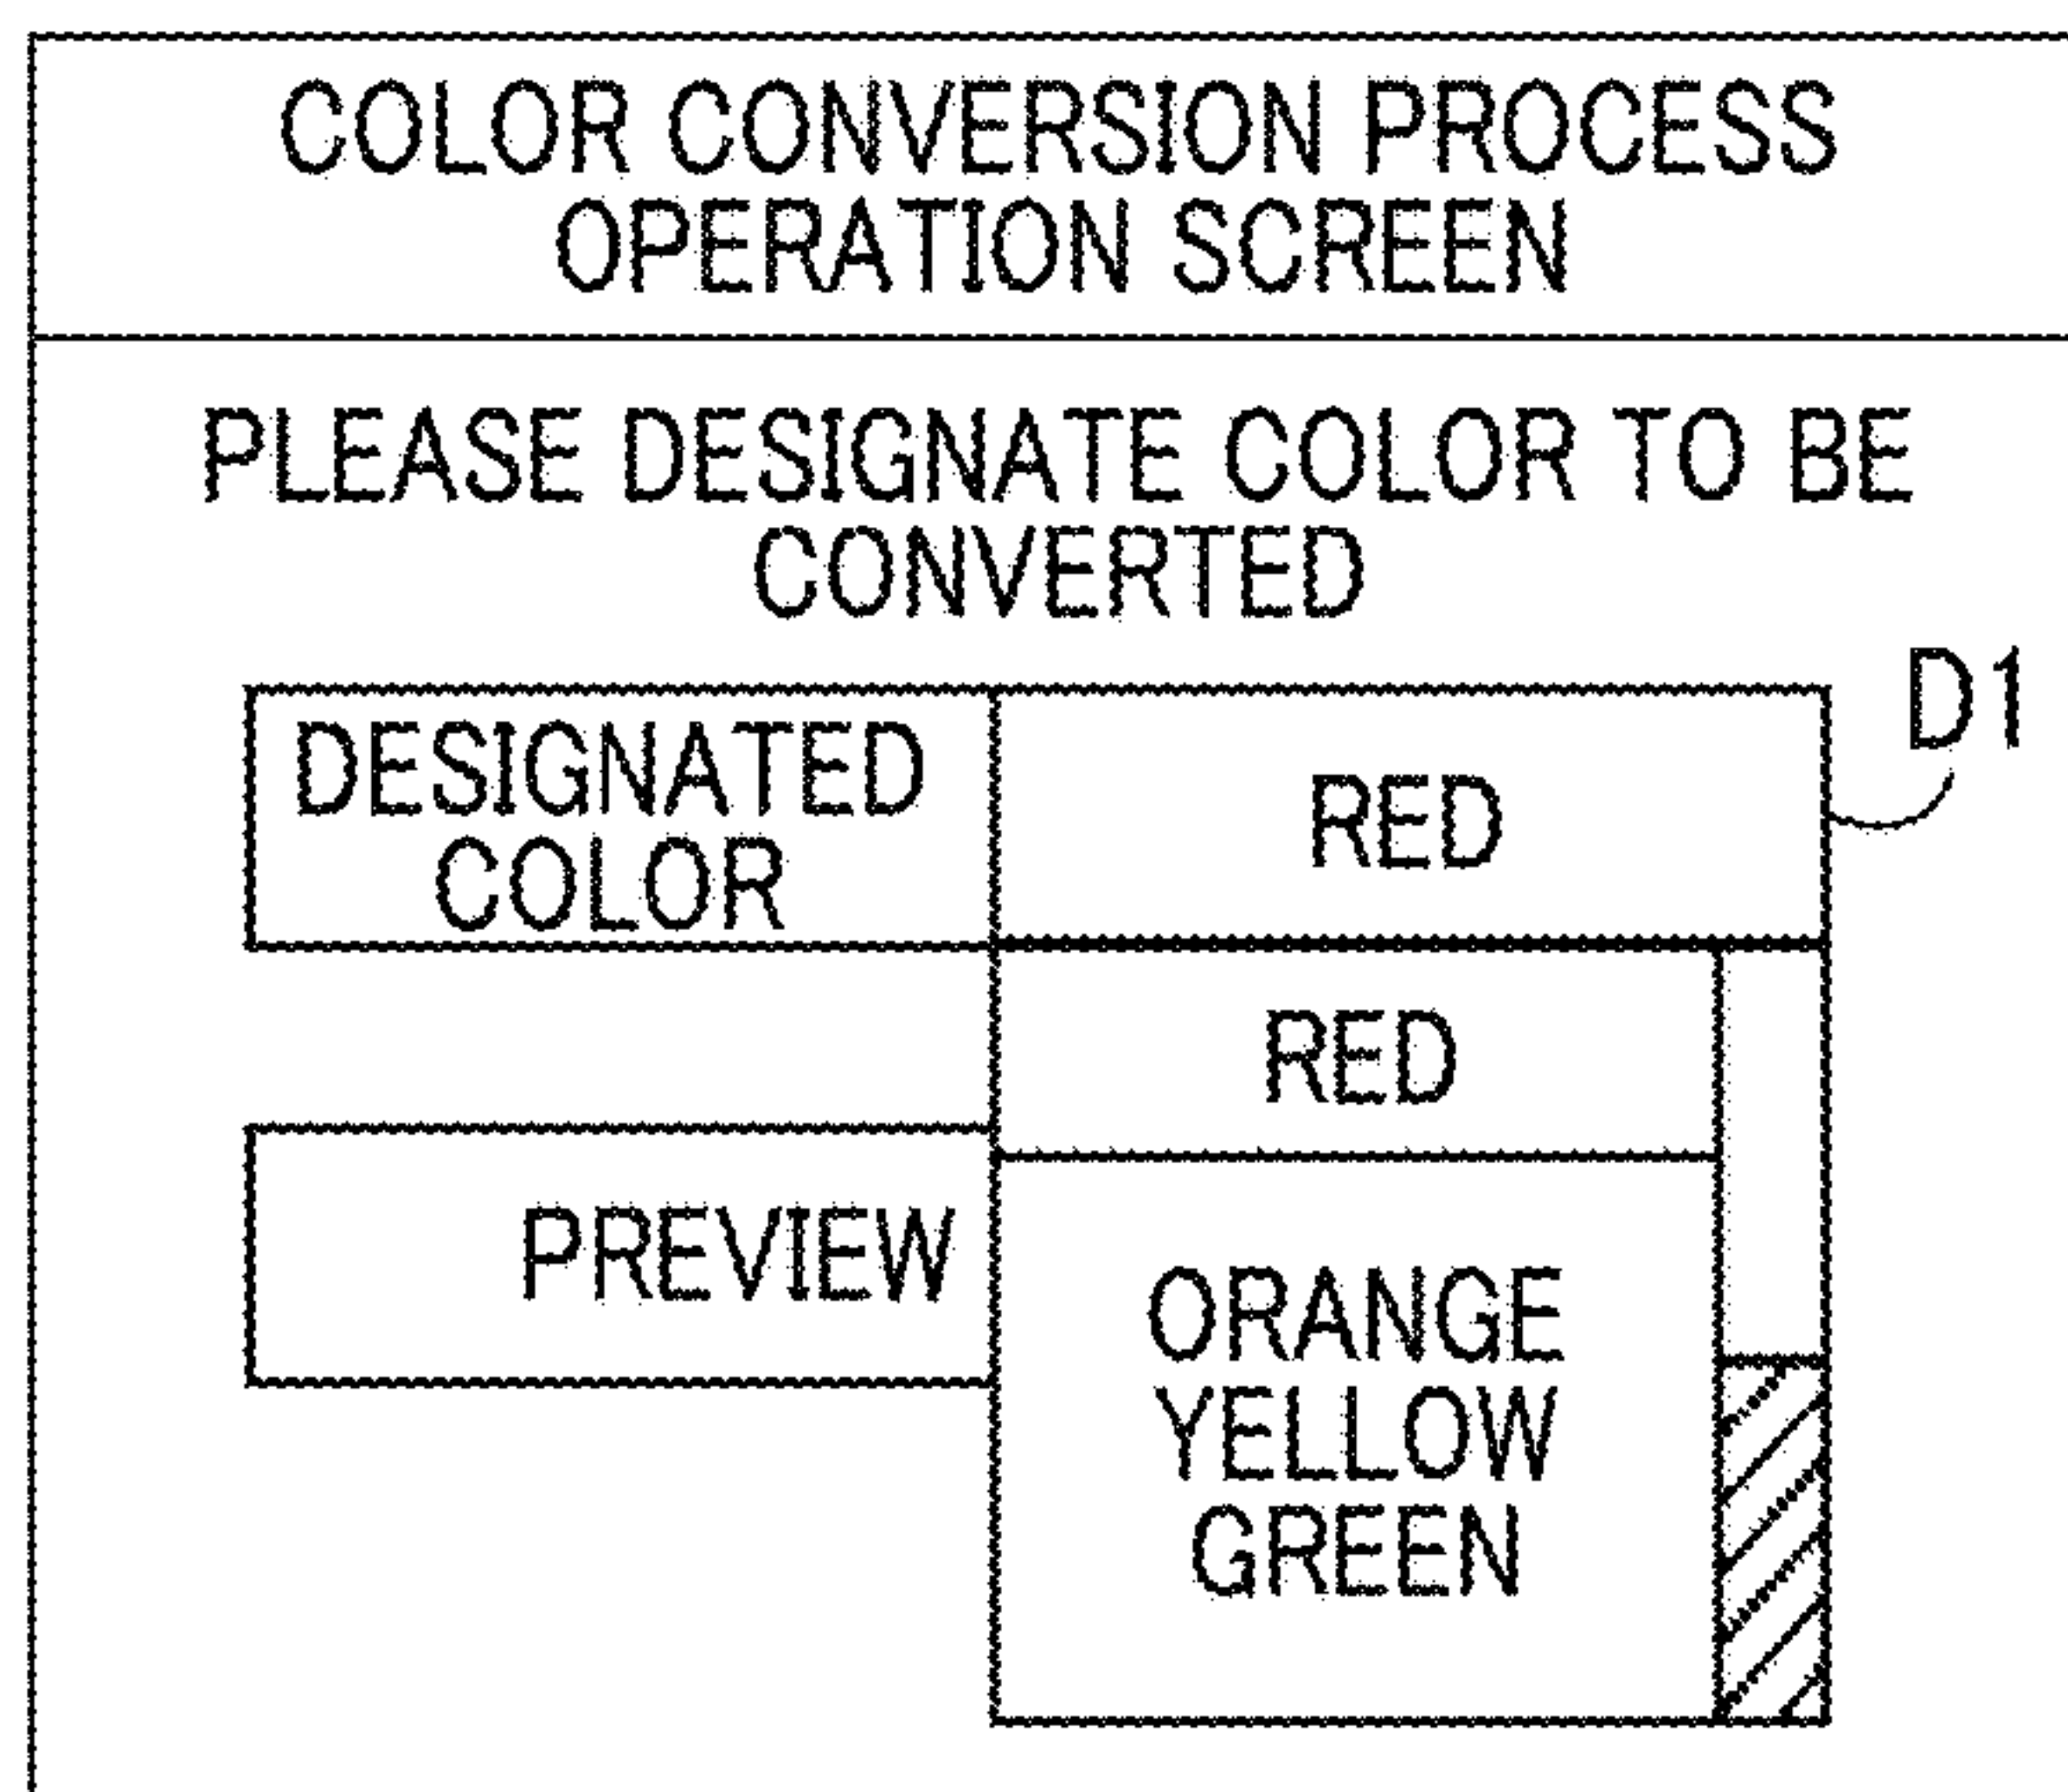 COLOR CONVERSION PROCESS
OPERATION SCREEN
PLEASE DESIGNATE COLOR TO BE
CONVERTED
D1
DESIGNATED
COLOR
RED
RED
PREVIEW
ORANGE
YELLOW
GREEN